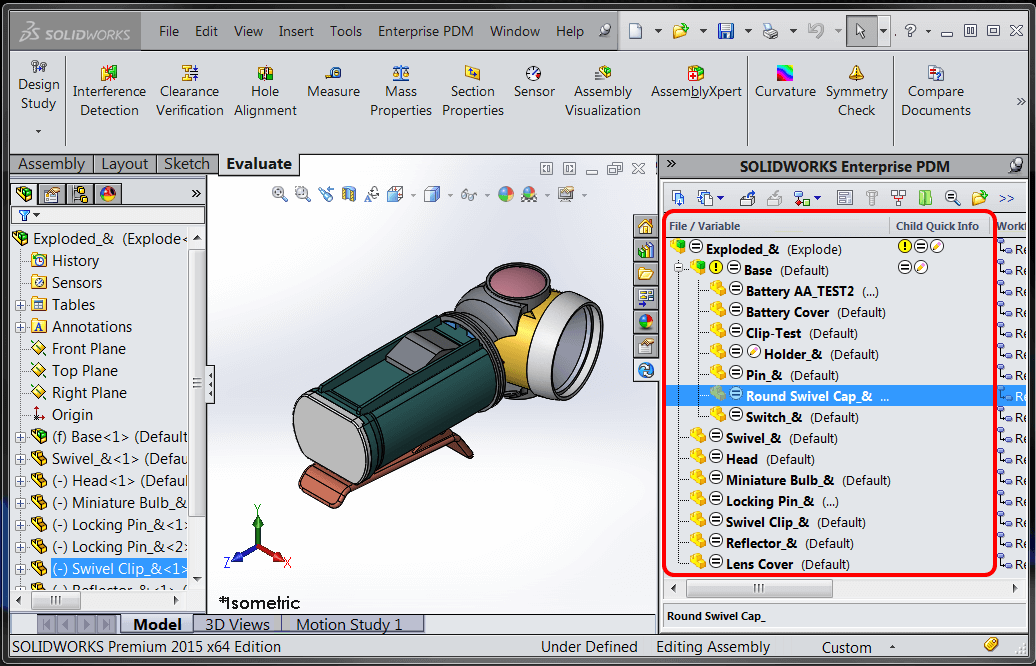 SOLIDWORKS File Edit View Insert Tools Enterprise PDM Window Help
Design Study
Interference Detection
Clearance Verification
Hole Alignment
Measure
Mass Properties
Section Properties
Sensor
Assembly Visualization
AssemblyXpert
Curvature
Symmetry Check
Compare Documents
Assembly Layout Sketch Evaluate
Exploded_& (Explode<
History
Sensors
Tables
Annotations
Front Plane
Top Plane
Right Plane
Origin
(f) Base<1> (Default
Swivel_&<1> (Defau
(-) Head<1> (Defaul
(-) Miniature Bulb_&
(-) Locking Pin_&<1>
(-) Locking Pin_&<2>
(-) Swivel Clip_&<1>
(-) Reflector_&<1> (
Y
Z
X
*Isometric
Model 3D Views Motion Study 1
SOLIDWORKS Enterprise PDM
File / Variable Child Quick Info Workf
Exploded_& (Explode) Re
Base (Default) Re
Battery AA_TEST2 (...) Re
Battery Cover (Default) Re
Clip-Test (Default) Re
Holder_& (Default) Re
Pin_& (Default) Re
Round Swivel Cap_& ... Re
Switch_& (Default) Re
Swivel_& (Default) Re
Head (Default) Re
Miniature Bulb_& (Default) Re
Locking Pin_& (...) Re
Swivel Clip_& (Default) Re
Reflector_& (Default) Re
Lens Cover (Default) Re
Round Swivel Cap_
SOLIDWORKS Premium 2015 x64 Edition Under Defined Editing Assembly Custom